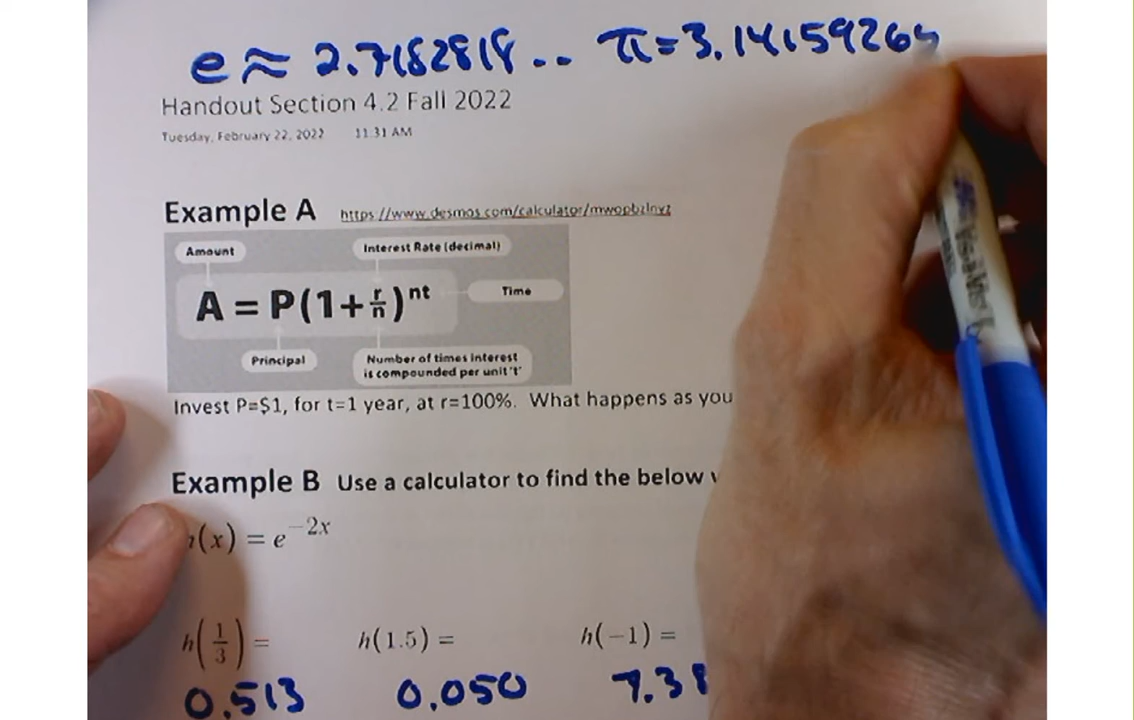 e ≈ 2.7182818.. π=3.14159265
Handout Section 4.2 Fall 2022
Tuesday, February 22, 2022 11:31 AM
Example A https://www.desmos.com/calculator/mwopbzlnyz
Amount Interest Rate (decimal)
A = P(1+r/n)^nt Time
Principal Number of times interest
is compounded per unit 't'
Invest P=$1, for t=1 year, at r=100%. What happens as you
Example B Use a calculator to find the below
(x) = e^-2x
h(1/3) = h(1.5) = h(-1) =
0.513 0.050 7.38